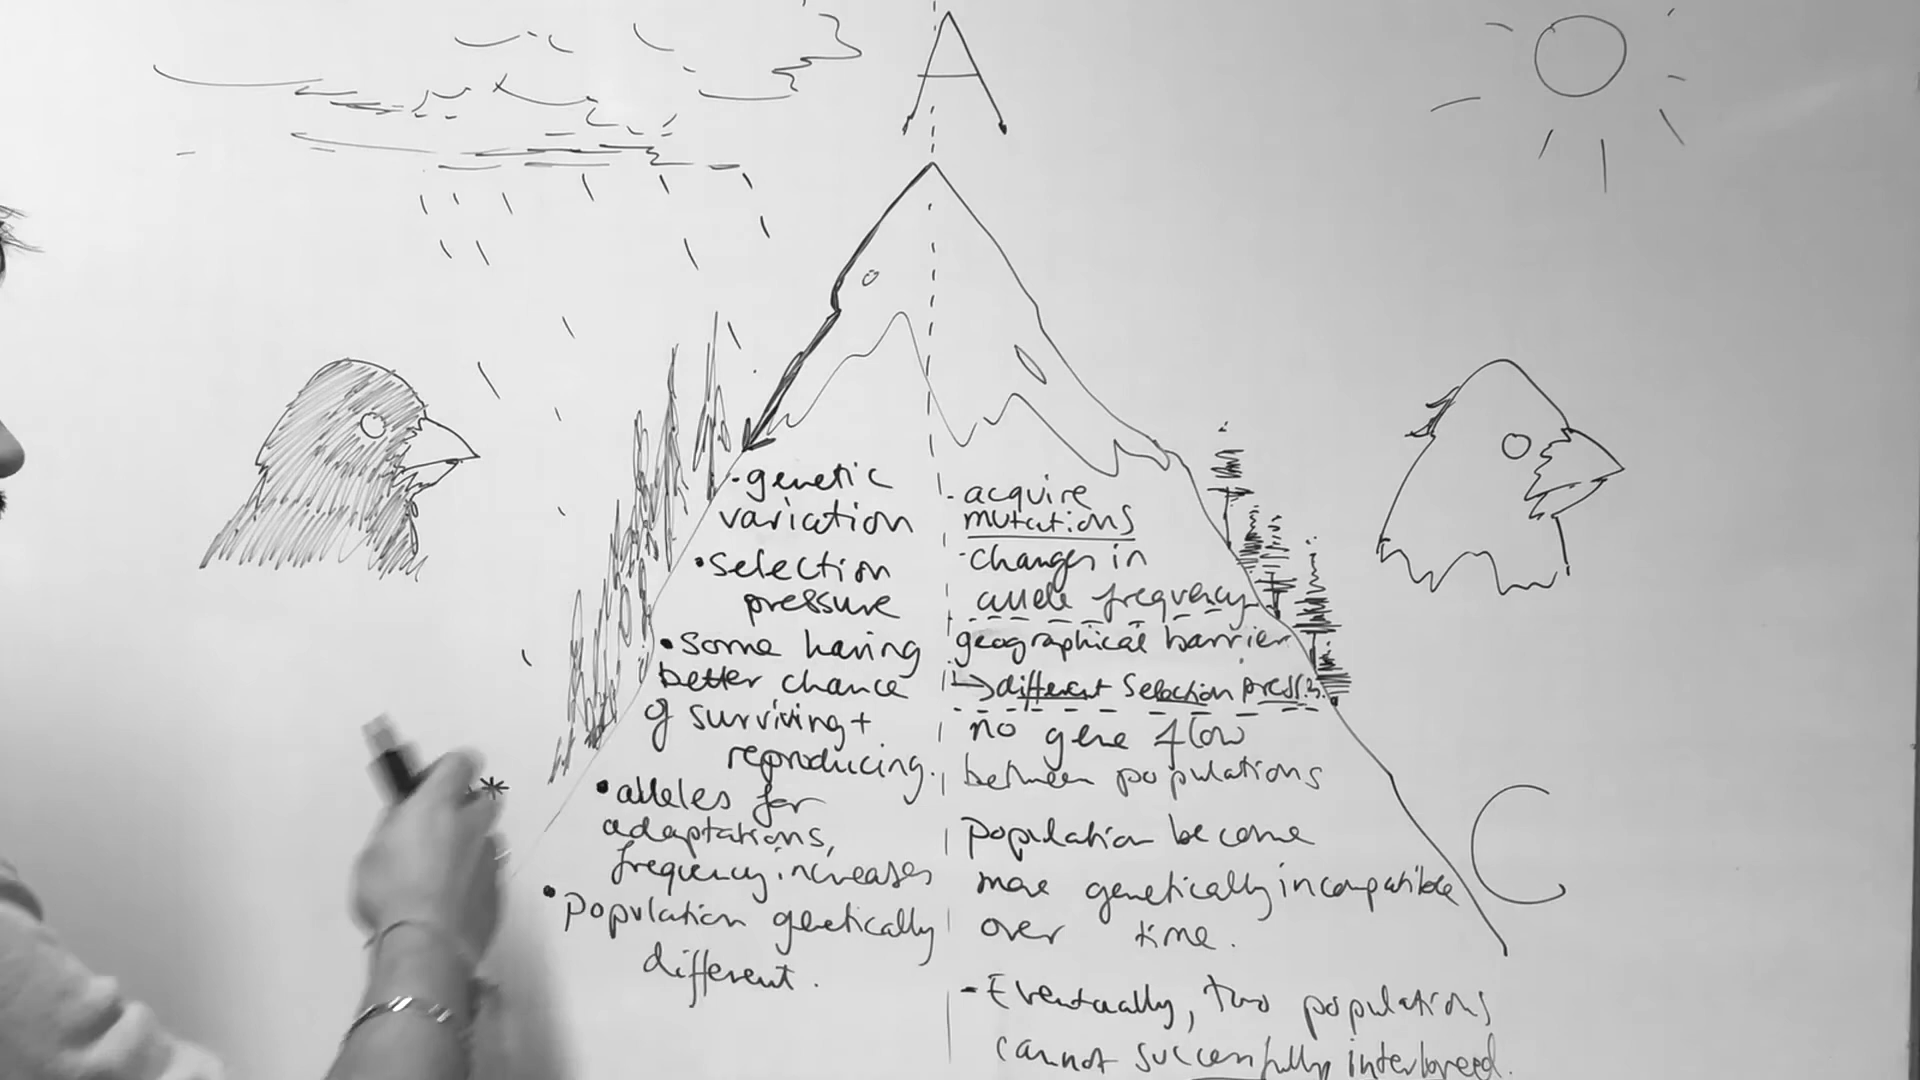 A
·genetic
variation
•selection
pressure
•some having
better chance
of surviving +
reproducing.
•alleles for
adaptations,
frequency increases
•population genetically
different.
- acquire
mutations
- changes in
allele frequency
geographical barrier
↳different selection press.
no gene flow
between populations
population become
more genetically incompatible
over time.
- Eventually, two populations
cannot successfully interbreed.
C
*